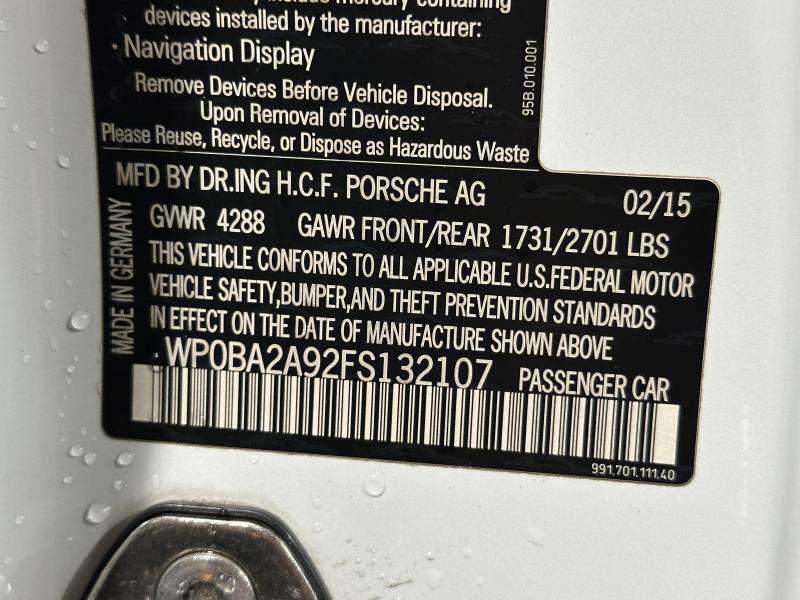 mercury-containing
devices installed by the manufacturer:
· Navigation Display
Remove Devices Before Vehicle Disposal.
Upon Removal of Devices:
Please Reuse, Recycle, or Dispose as Hazardous Waste
95B.010.001
MFD BY DR.ING H.C.F. PORSCHE AG 02/15
GVWR 4288 GAWR FRONT/REAR 1731/2701 LBS
THIS VEHICLE CONFORMS TO ALL APPLICABLE U.S.FEDERAL MOTOR
VEHICLE SAFETY,BUMPER,AND THEFT PREVENTION STANDARDS
IN EFFECT ON THE DATE OF MANUFACTURE SHOWN ABOVE
WP0BA2A92FS132107 PASSENGER CAR
MADE IN GERMANY
991.701.111.40